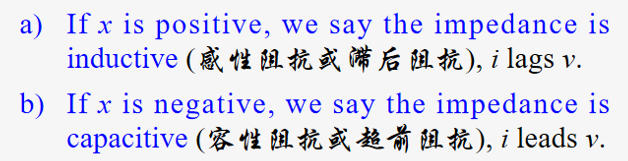 a) If x is positive, we say the impedance is
inductive (感性阻抗或滞后阻抗), i lags v.
b) If x is negative, we say the impedance is
capacitive (容性阻抗或超前阻抗), i leads v.